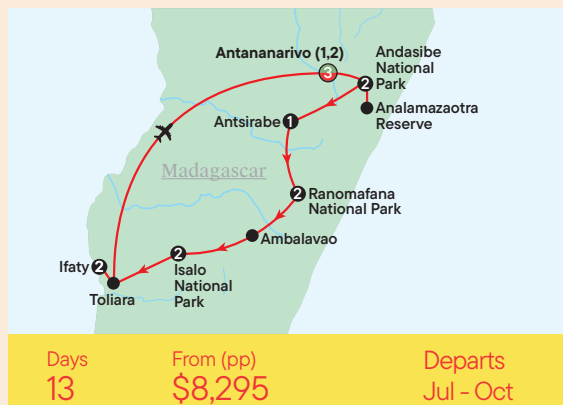 Antananarivo (1,2)
3
Andasibe
National
Park
2
Analamazaotra
Reserve
Antsirabe
1
Madagascar
2
Ranomafana
National Park
Ambalavao
2
Isalo
National
Park
Ifaty
2
Toliara
Days
13
From (pp)
$8,295
Departs
Jul - Oct